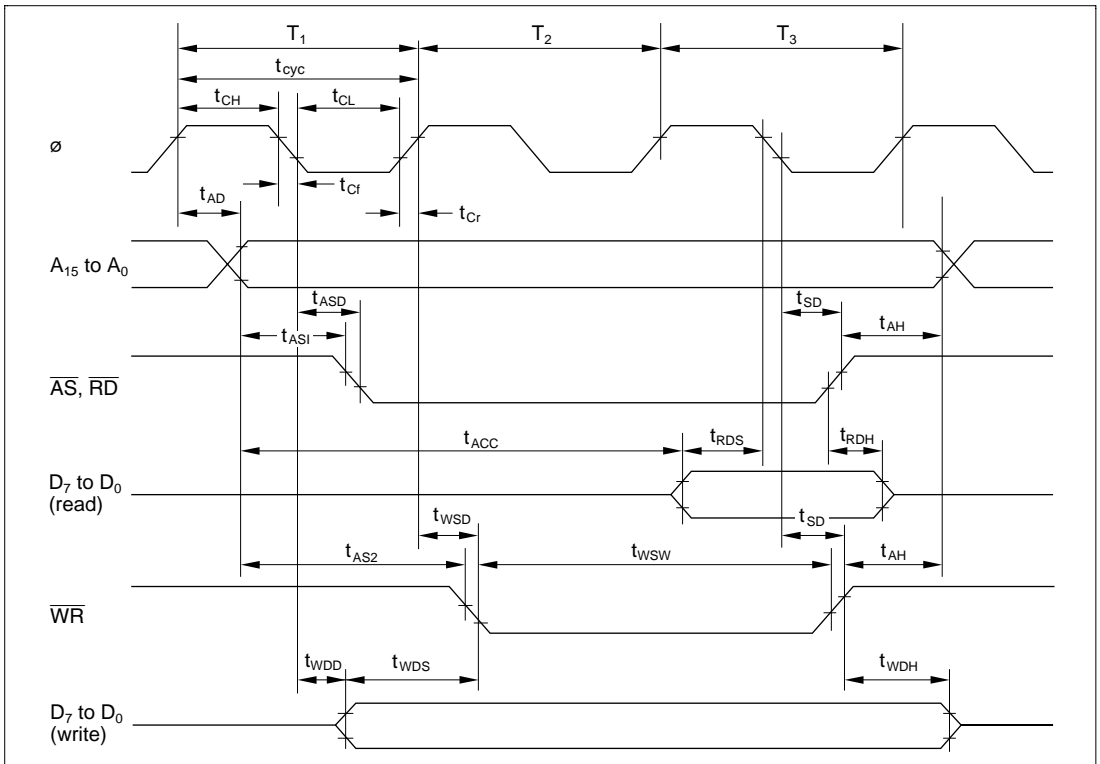 T1 T2 T3
tcyc
tCH tCL
ø
tCf
tAD
tCr
A15 to A0
tASD tSD
tASI tAH
AS, RD
tACC tRDS tRDH
D7 to D0
(read)
tWSD tSD
tAS2 tWSW tAH
WR
tWDD tWDS tWDH
D7 to D0
(write)